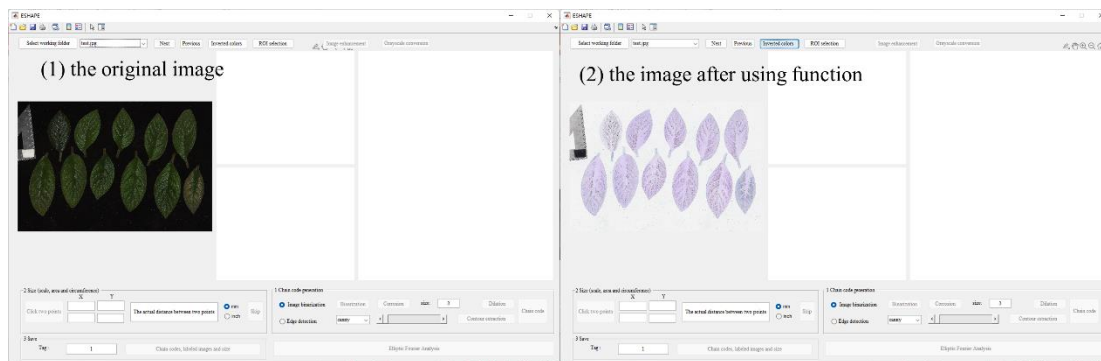 ESHAPE
Select working folder test.jpg Next Previous Inverted colors ROI selection Image enhancement Grayscale conversion
(1) the original image
2 Size (scale, area and circumference)
X Y
Click two points The actual distance between two points cm inch Skip
1 Chain code generation
Image binarization Binarization Corrosion size: 3 Dilation
Edge detection canny Contour extraction Chain code
3 Save
Tag : 1 Chain codes, labeled images and size Elliptic Fourier Analysis
ESHAPE
Select working folder test.jpg Next Previous Inverted colors ROI selection Image enhancement Grayscale conversion
(2) the image after using function
2 Size (scale, area and circumference)
X Y
Click two points The actual distance between two points cm inch Skip
1 Chain code generation
Image binarization Binarization Corrosion size: 3 Dilation
Edge detection canny Contour extraction Chain code
3 Save
Tag : 1 Chain codes, labeled images and size Elliptic Fourier Analysis